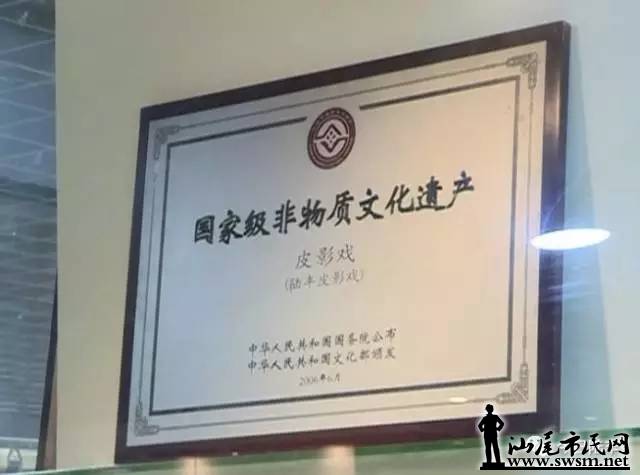 国家级非物质文化遗产
皮影戏
(陆丰皮影戏)
中华人民共和国国务院公布
中华人民共和国文化部颁发
2006年6月
汕尾市民网
www.swsm.net